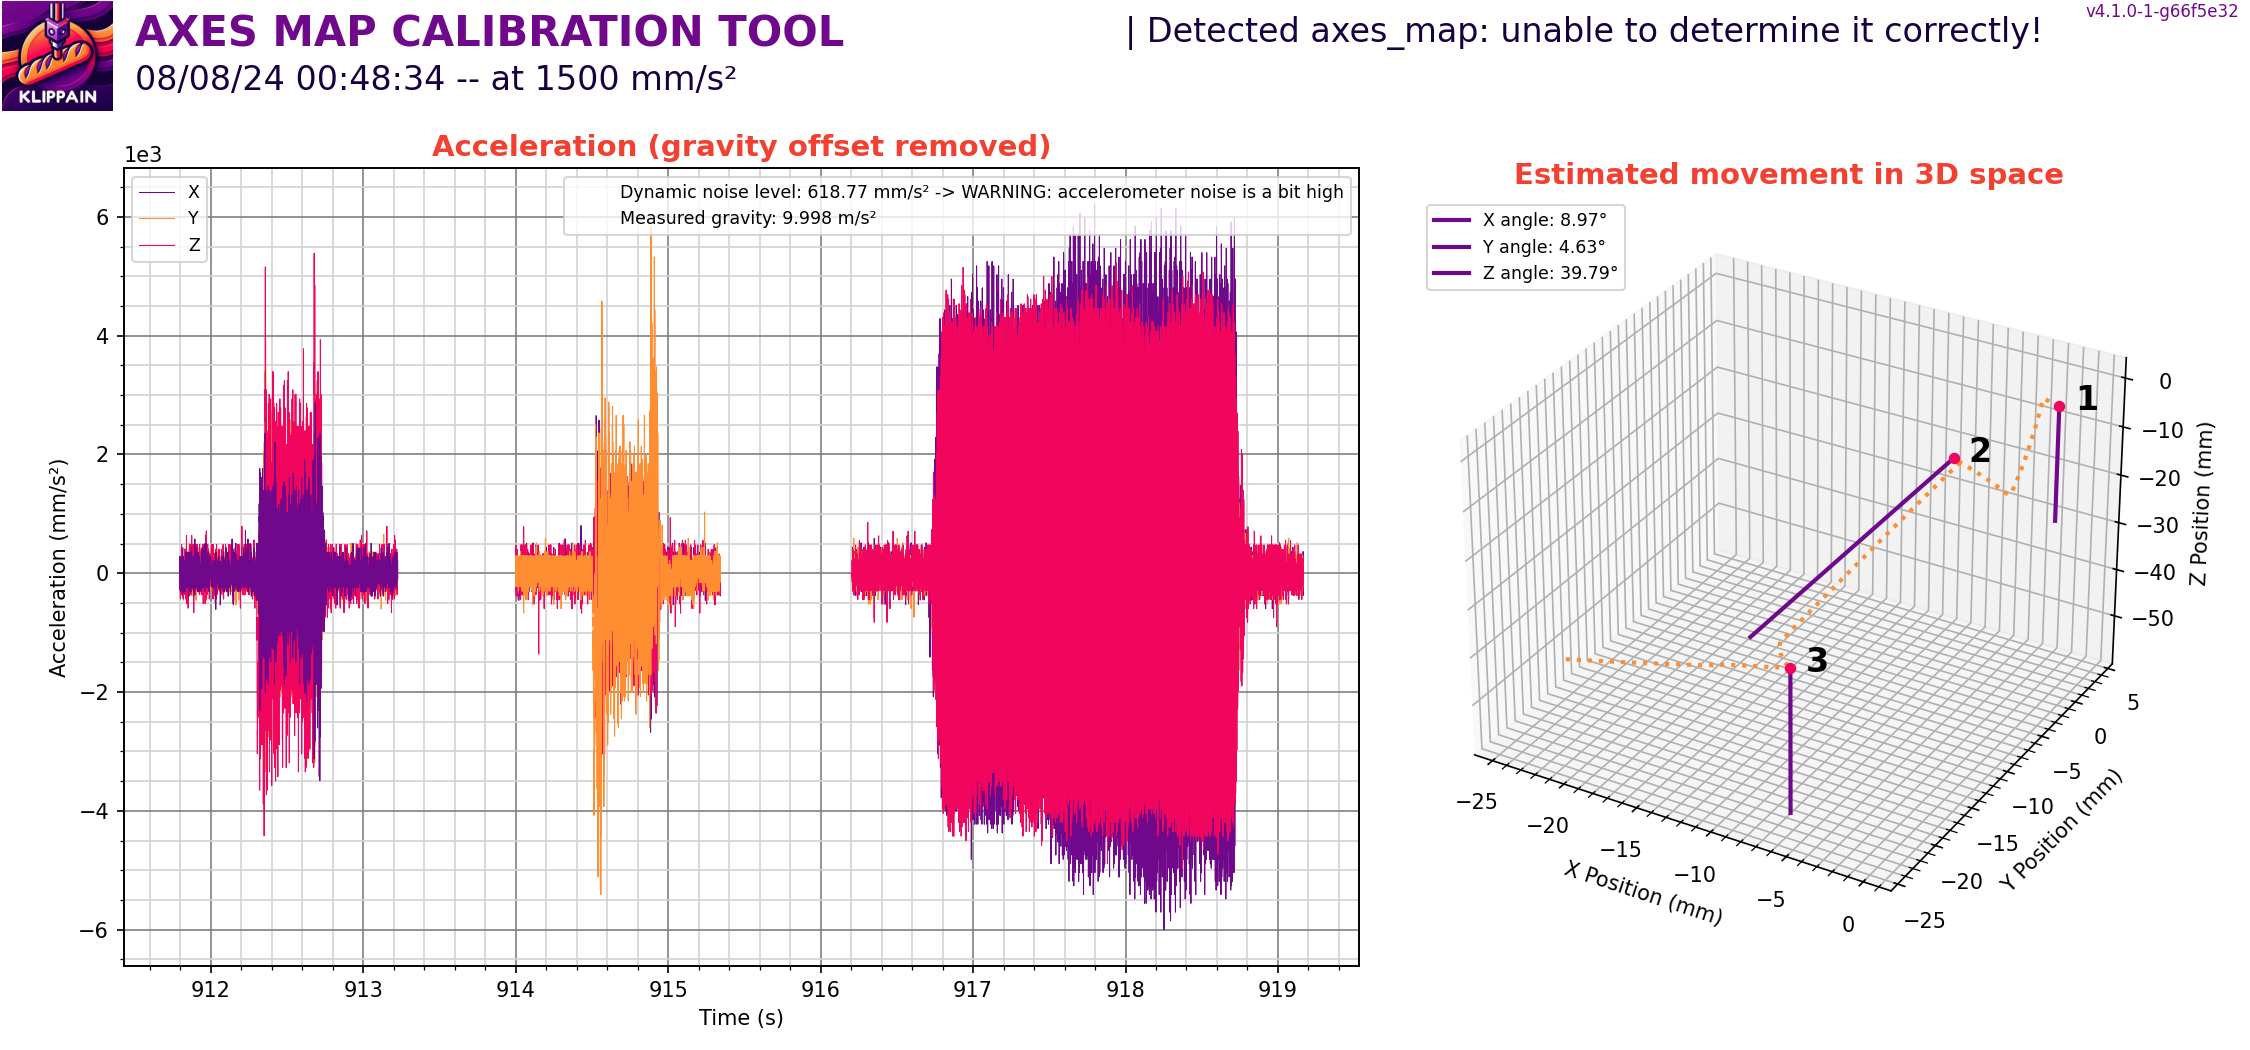 AXES MAP CALIBRATION TOOL
| Detected axes_map: unable to determine it correctly!
v4.1.0-1-g66f5e32
08/08/24 00:48:34 -- at 1500 mm/s²
KLIPPAIN
Acceleration (gravity offset removed)
1e3
X
Y
Z
Dynamic noise level: 618.77 mm/s² -> WARNING: accelerometer noise is a bit high
Measured gravity: 9.998 m/s²
6
4
2
0
−2
−4
−6
Acceleration (mm/s²)
912
913
914
915
916
917
918
919
Time (s)
Estimated movement in 3D space
X angle: 8.97°
Y angle: 4.63°
Z angle: 39.79°
1
2
3
0
−10
−20
−30
−40
−50
Z Position (mm)
5
0
−5
−10
−15
−20
−25
Y Position (mm)
−25
−20
−15
−10
−5
0
X Position (mm)